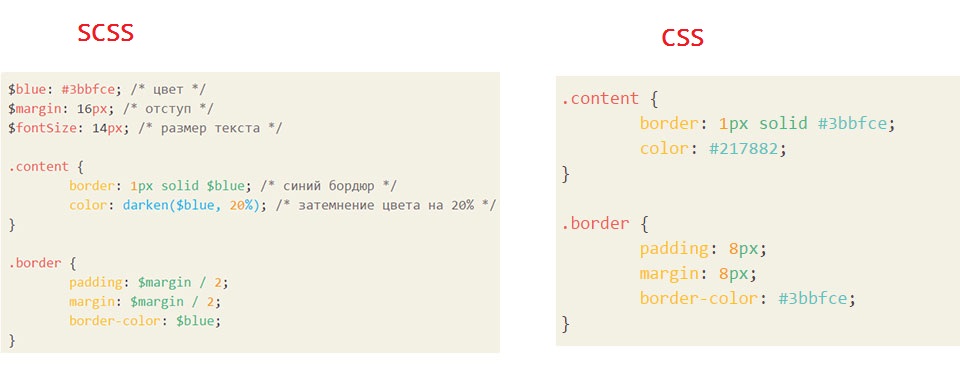 SCSS
$blue: #3bbfce; /* цвет */
$margin: 16px; /* отступ */
$fontSize: 14px; /* размер текста */
.content {
border: 1px solid $blue; /* синий бордюр */
color: darken($blue, 20%); /* затемнение цвета на 20% */
}
.border {
padding: $margin / 2;
margin: $margin / 2;
border-color: $blue;
}
CSS
.content {
border: 1px solid #3bbfce;
color: #217882;
}
.border {
padding: 8px;
margin: 8px;
border-color: #3bbfce;
}